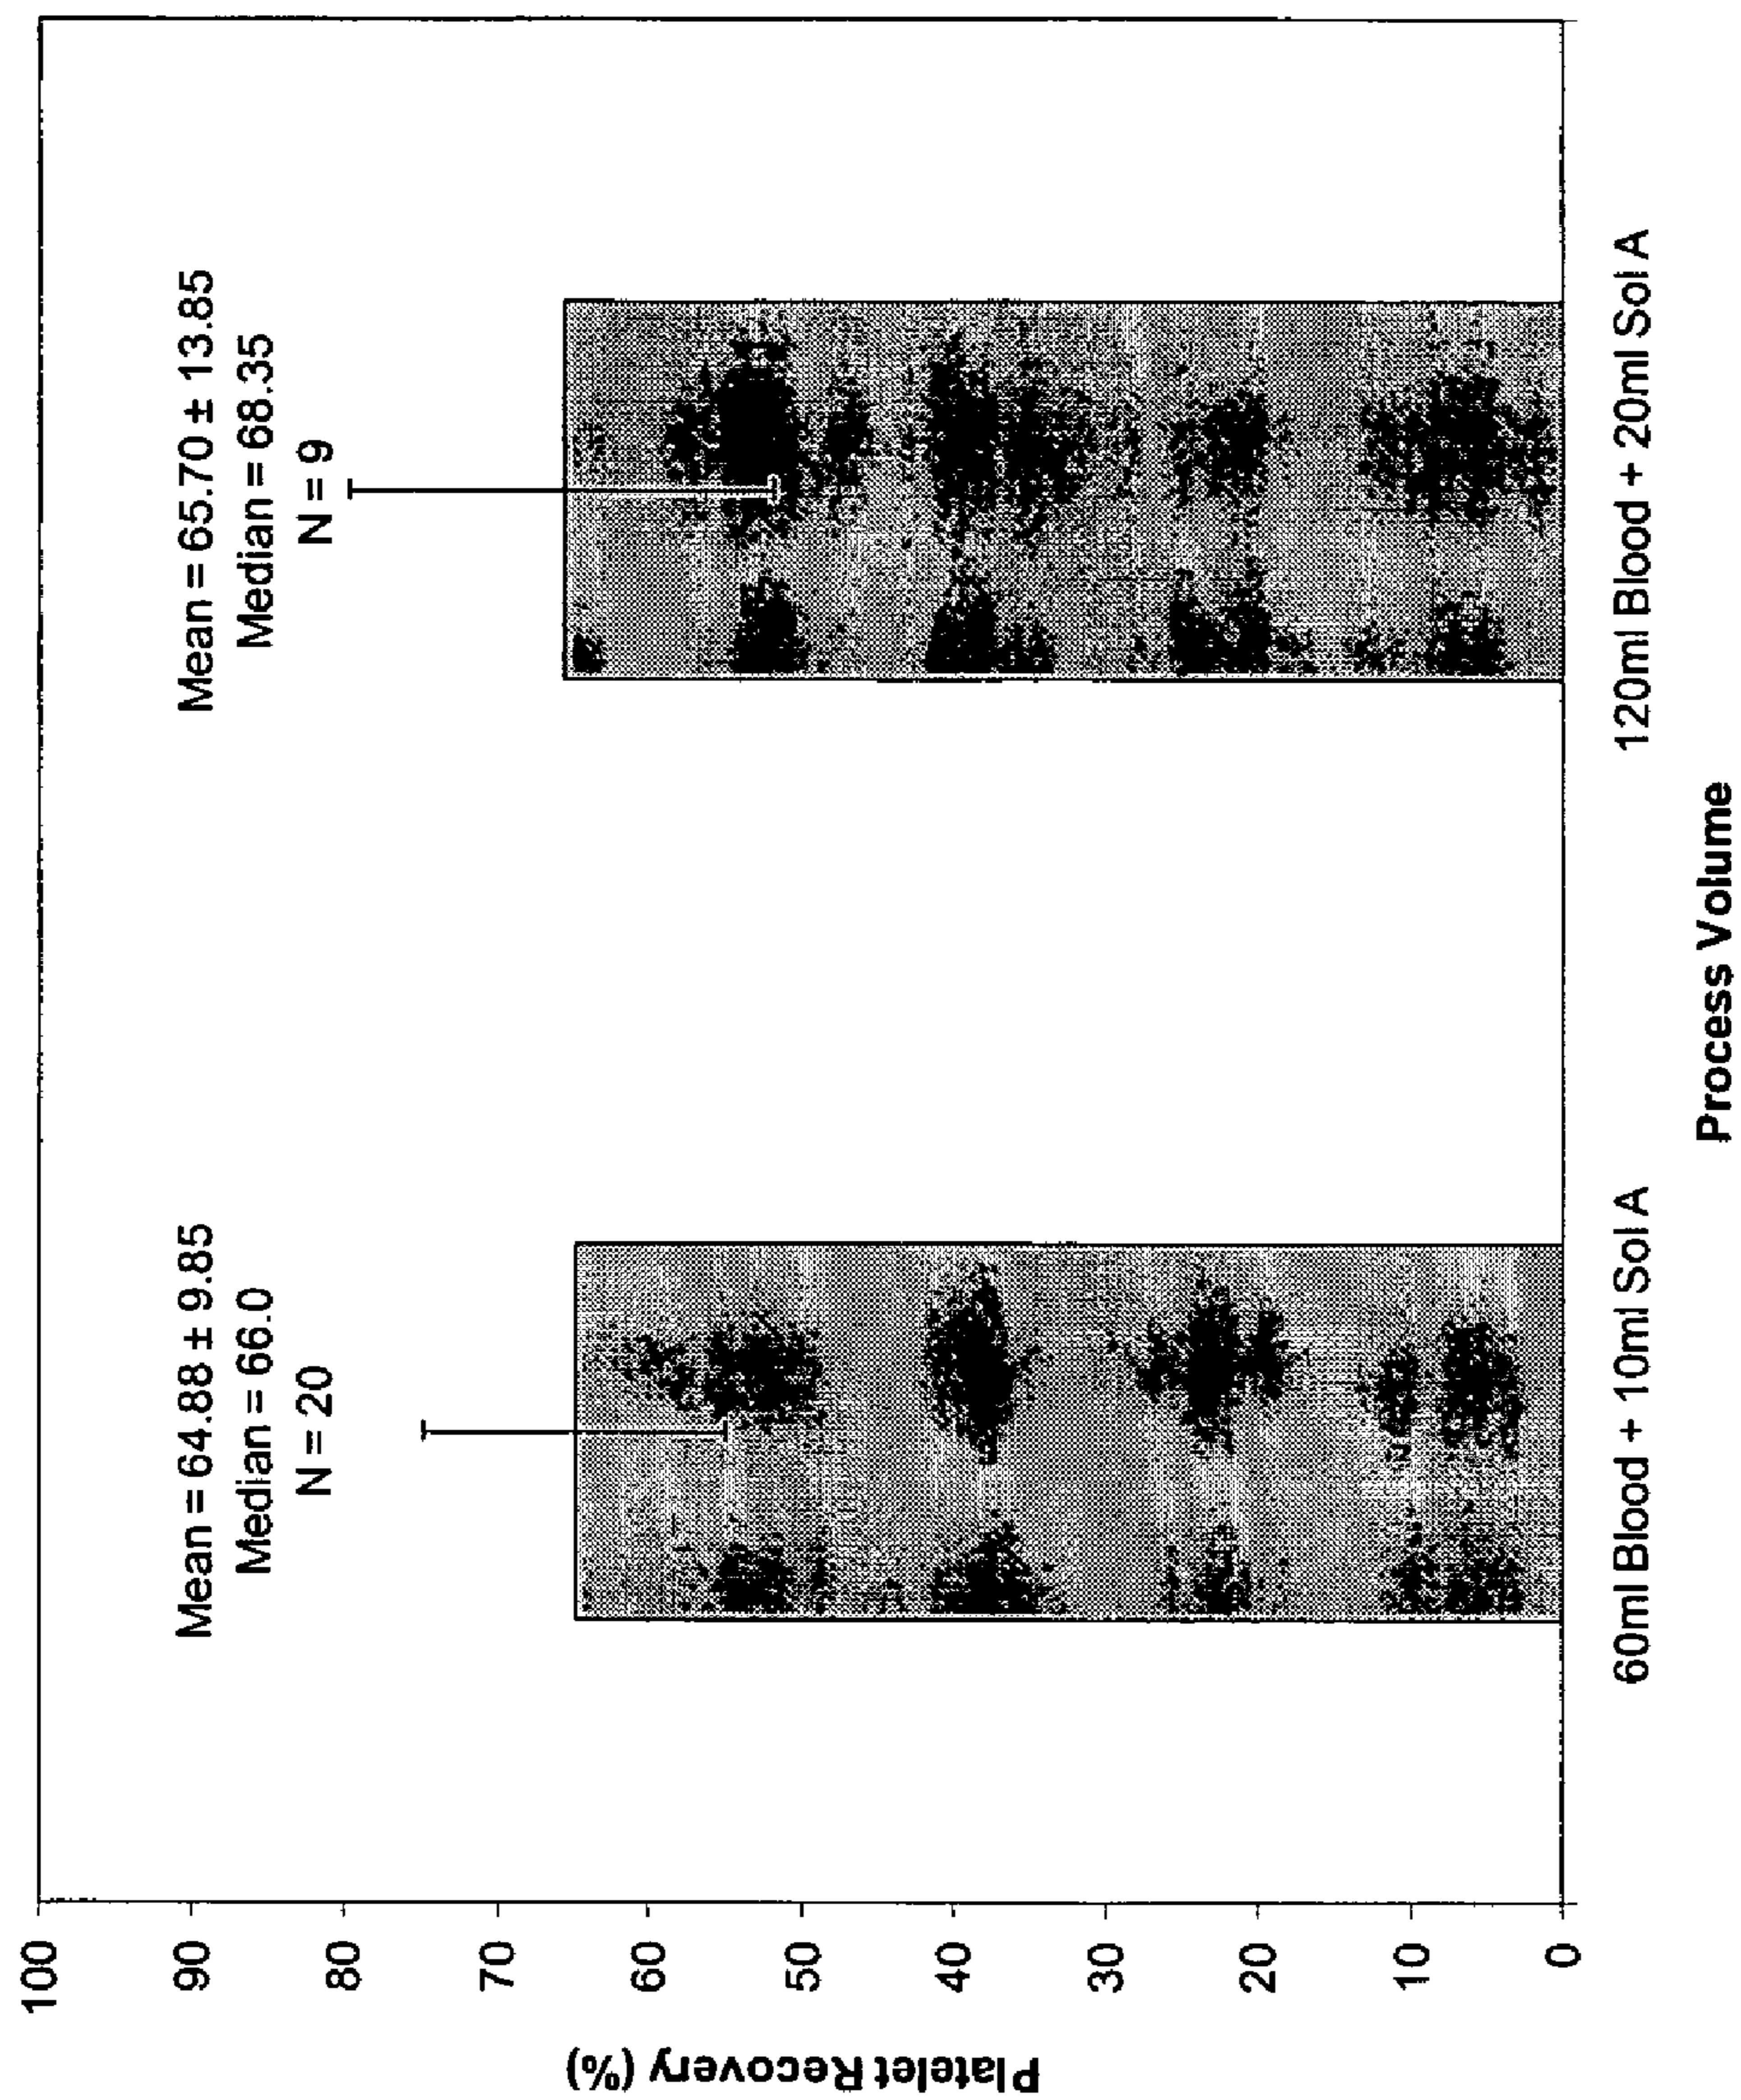 Mean = 64.88 ± 9.85
Median = 66.0
N = 20
Mean = 65.70 ± 13.85
Median = 68.35
N = 9
Platelet Recovery (%)
100
90
80
70
60
50
40
30
20
10
0
60ml Blood + 10ml Sol A
120ml Blood + 20ml Sol A
Process Volume